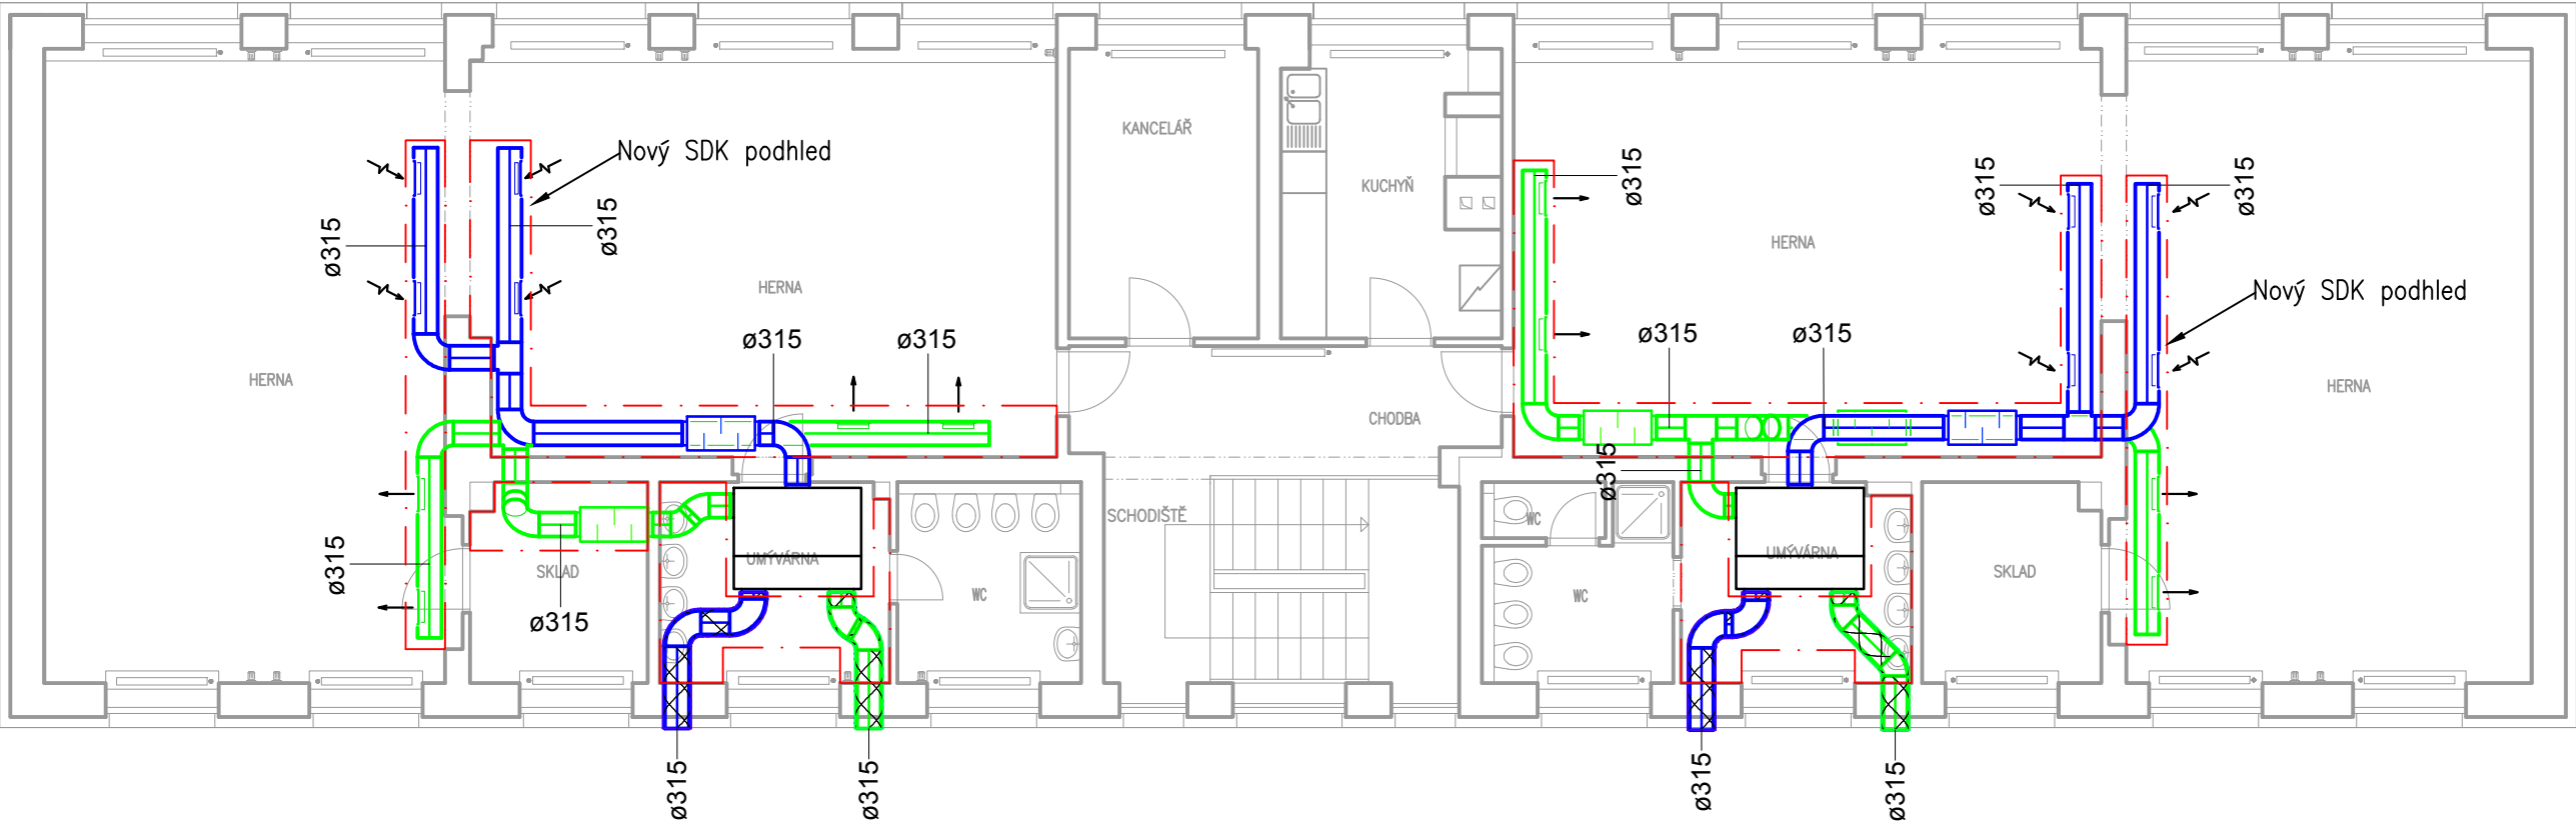 KANCELÁŘ
Nový SDK podhled
KUCHYŇ
ø315
ø315
ø315
ø315
ø315
HERNA
HERNA
Nový SDK podhled
ø315
ø315
ø315
ø315
HERNA
HERNA
CHODBA
ø315
SCHODIŠTĚ
WC
UMÝVÁRNA
UMÝVÁRNA
SKLAD
SKLAD
ø315
WC
WC
ø315
ø315
ø315
ø315
ø315